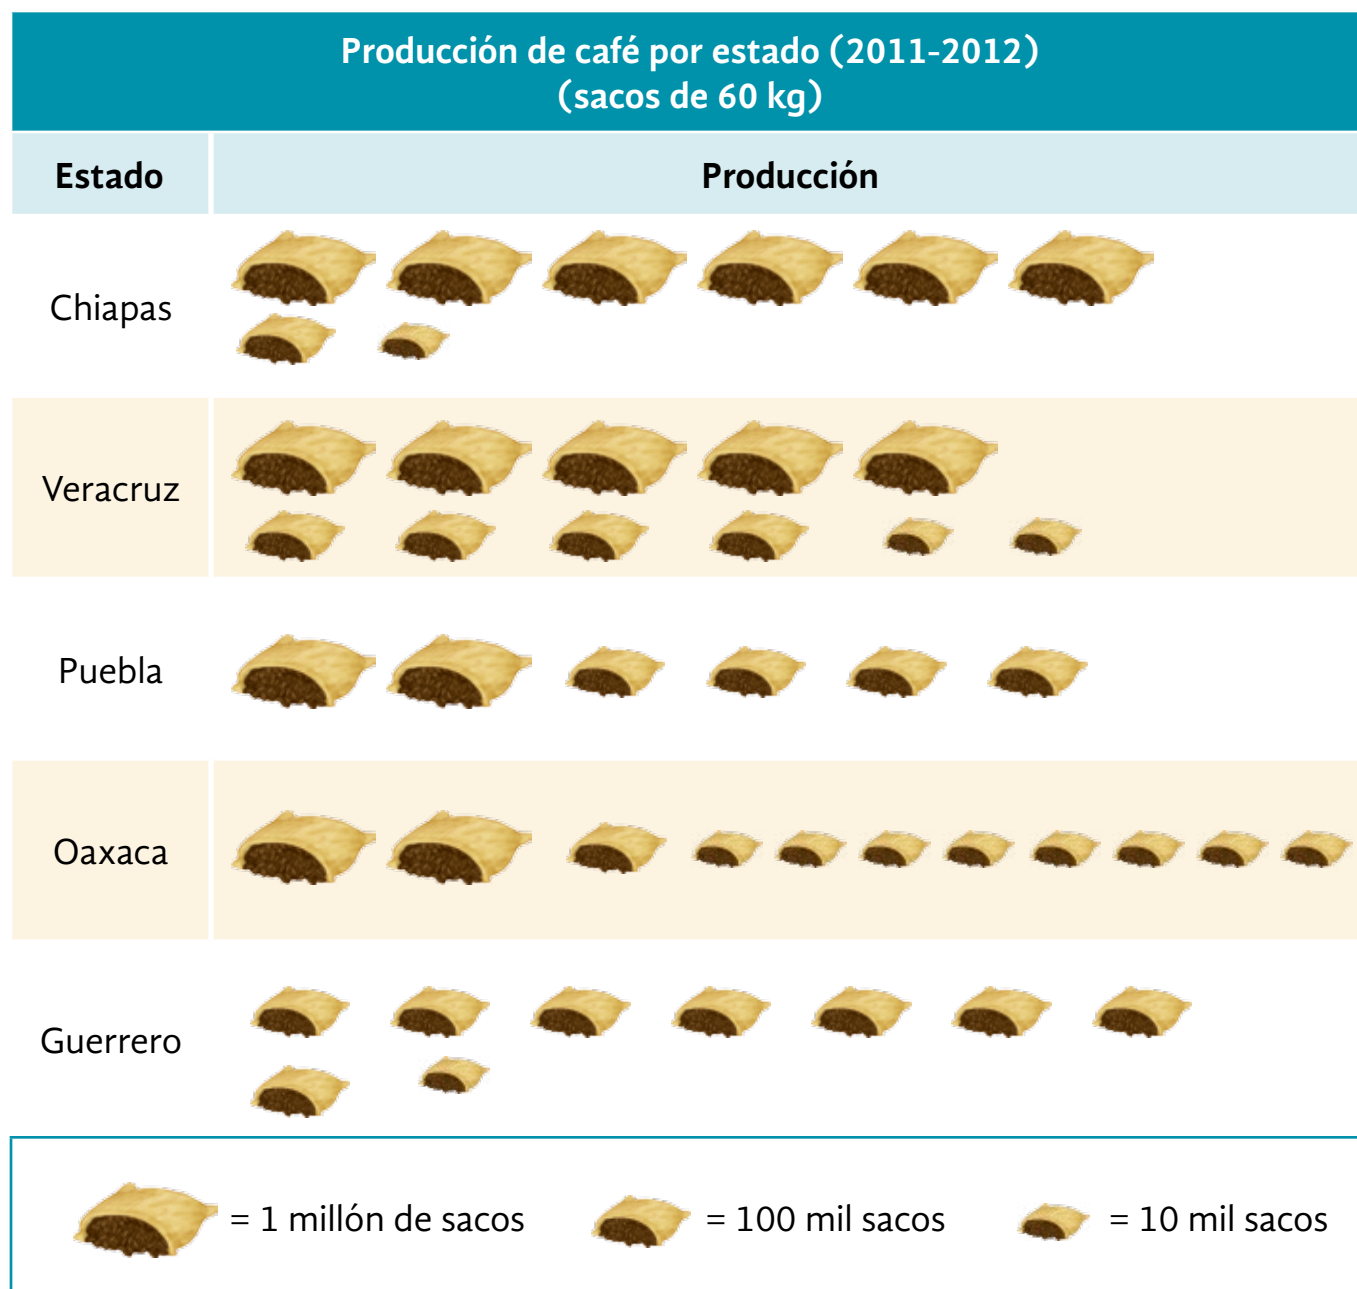 Producción de café por estado (2011-2012)
(sacos de 60 kg)
Estado Producción
Chiapas
Veracruz
Puebla
Oaxaca
Guerrero
= 1 millón de sacos = 100 mil sacos = 10 mil sacos